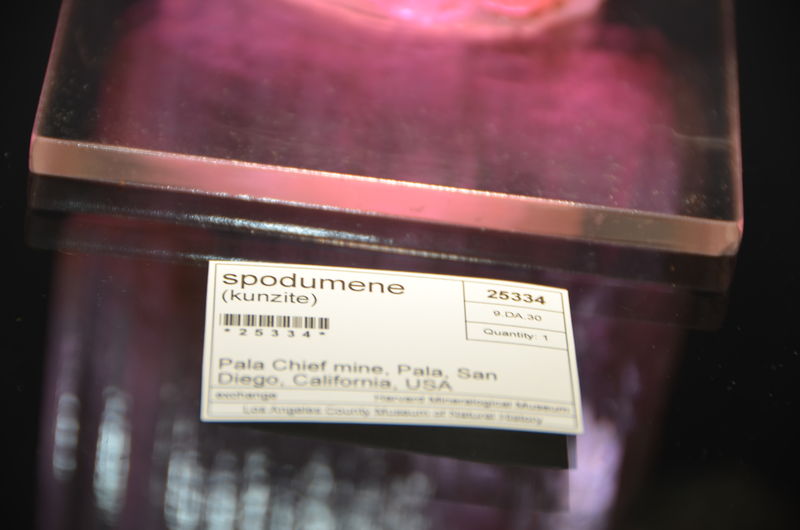 spodumene
(kunzite)
25334
9.DA.30
Quantity: 1
*25334*
Pala Chief mine, Pala, San
Diego, California, USA
exchange Harvard Mineralogical Museum
Los Angeles County Museum of Natural History